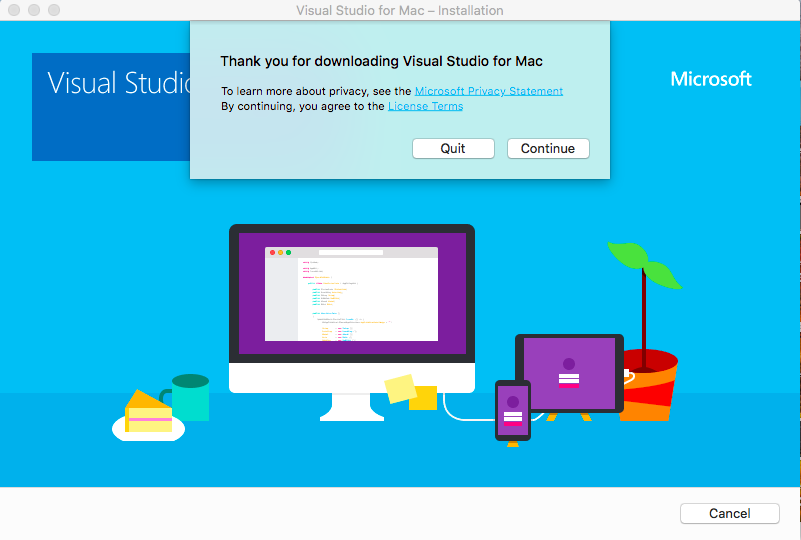 Visual Studio for Mac – Installation
Thank you for downloading Visual Studio for Mac
To learn more about privacy, see the Microsoft Privacy Statement
By continuing, you agree to the License Terms
Quit
Continue
Visual Studio
Microsoft
Cancel